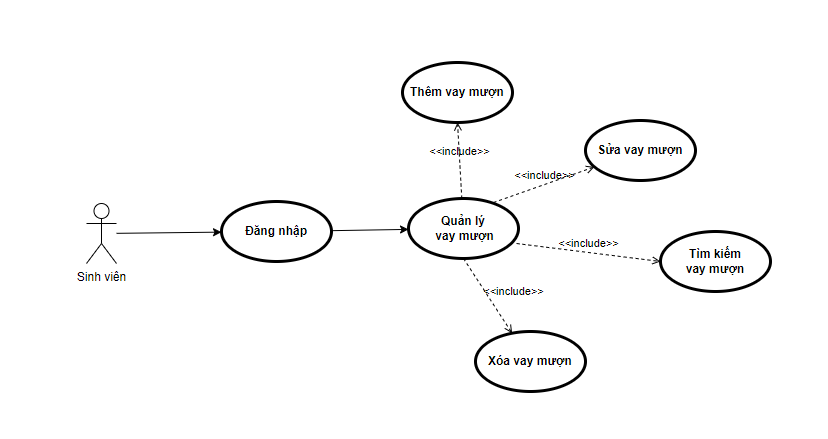 Thêm vay mượn
<<include>>
Sửa vay mượn
<<include>>
Đăng nhập
Quản lý
vay mượn
<<include>>
Tìm kiếm
vay mượn
Sinh viên
<<include>>
Xóa vay mượn